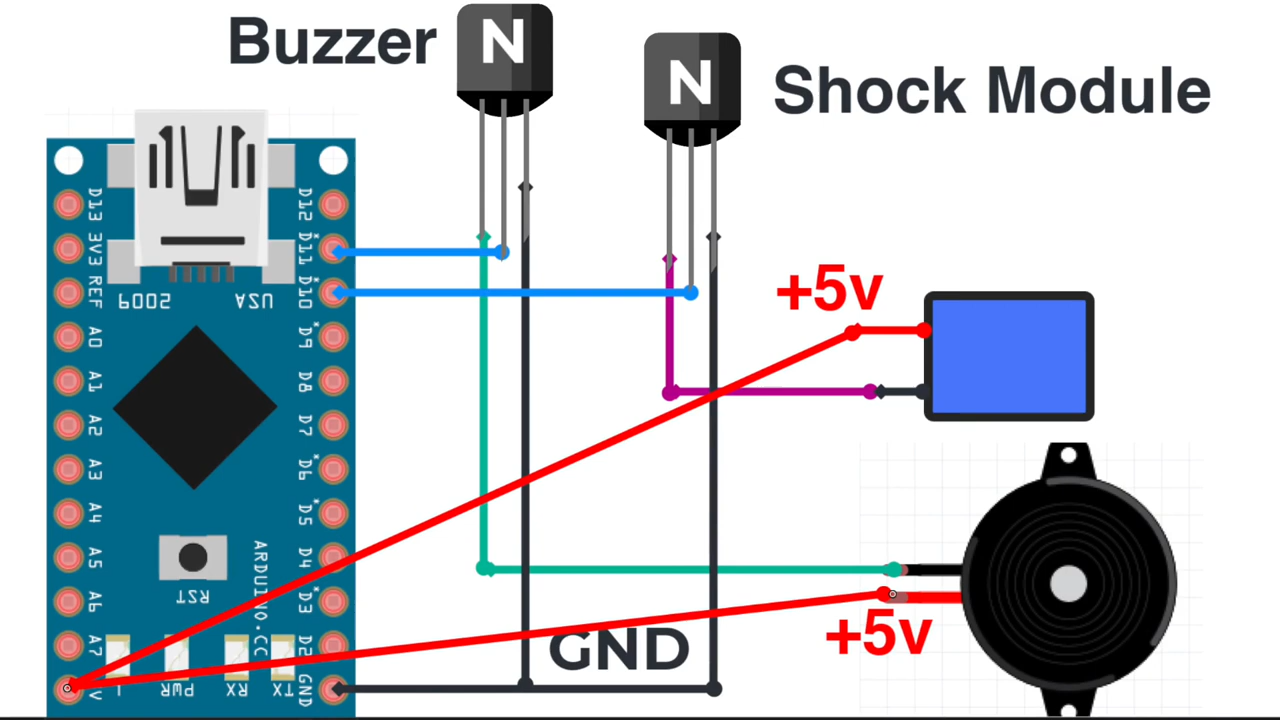 Buzzer
N
N
Shock Module
D13
3V3
REF
A0
A1
A2
A3
A4
A5
A6
A7
V
D12
D11
D10
D9
D8
D7
D6
D5
D4
D3
D2
GND
2009
USA
RST
ARDUINO.CC
L
PWR
RX
TX
+5v
+5v
GND